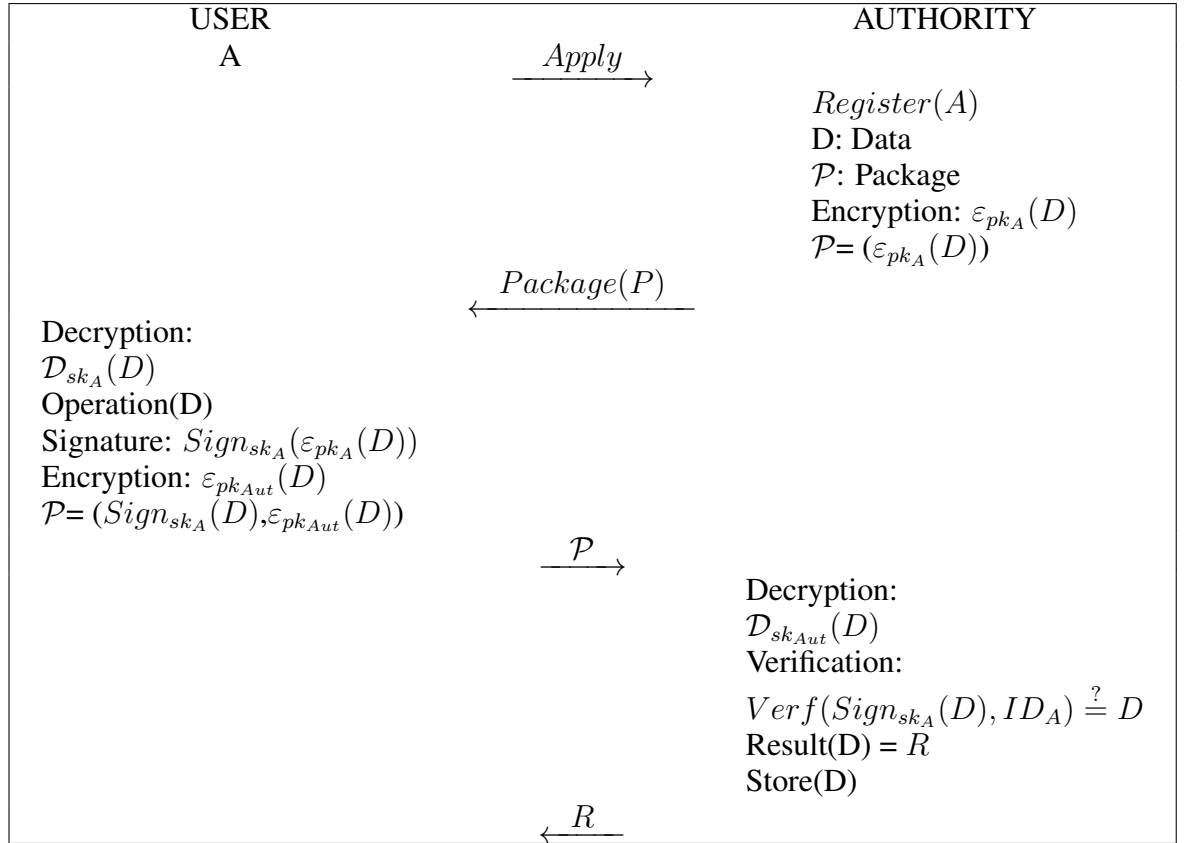 USER AUTHORITY
A
Apply
Register(A)
D: Data
𝒫: Package
Encryption: ε_{pk_A}(D)
𝒫= (ε_{pk_A}(D))
Package(P)
Decryption:
𝒟_{sk_A}(D)
Operation(D)
Signature: Sign_{sk_A}(ε_{pk_A}(D))
Encryption: ε_{pk_{Aut}}(D)
𝒫= (Sign_{sk_A}(D),ε_{pk_{Aut}}(D))
𝒫
Decryption:
𝒟_{sk_{Aut}}(D)
Verification:
Verf(Sign_{sk_A}(D), ID_A) ≟ D
Result(D) = R
Store(D)
R